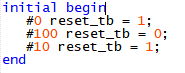 initial begin
#0 reset_tb = 1;
#100 reset_tb = 0;
#10 reset_tb = 1;
end